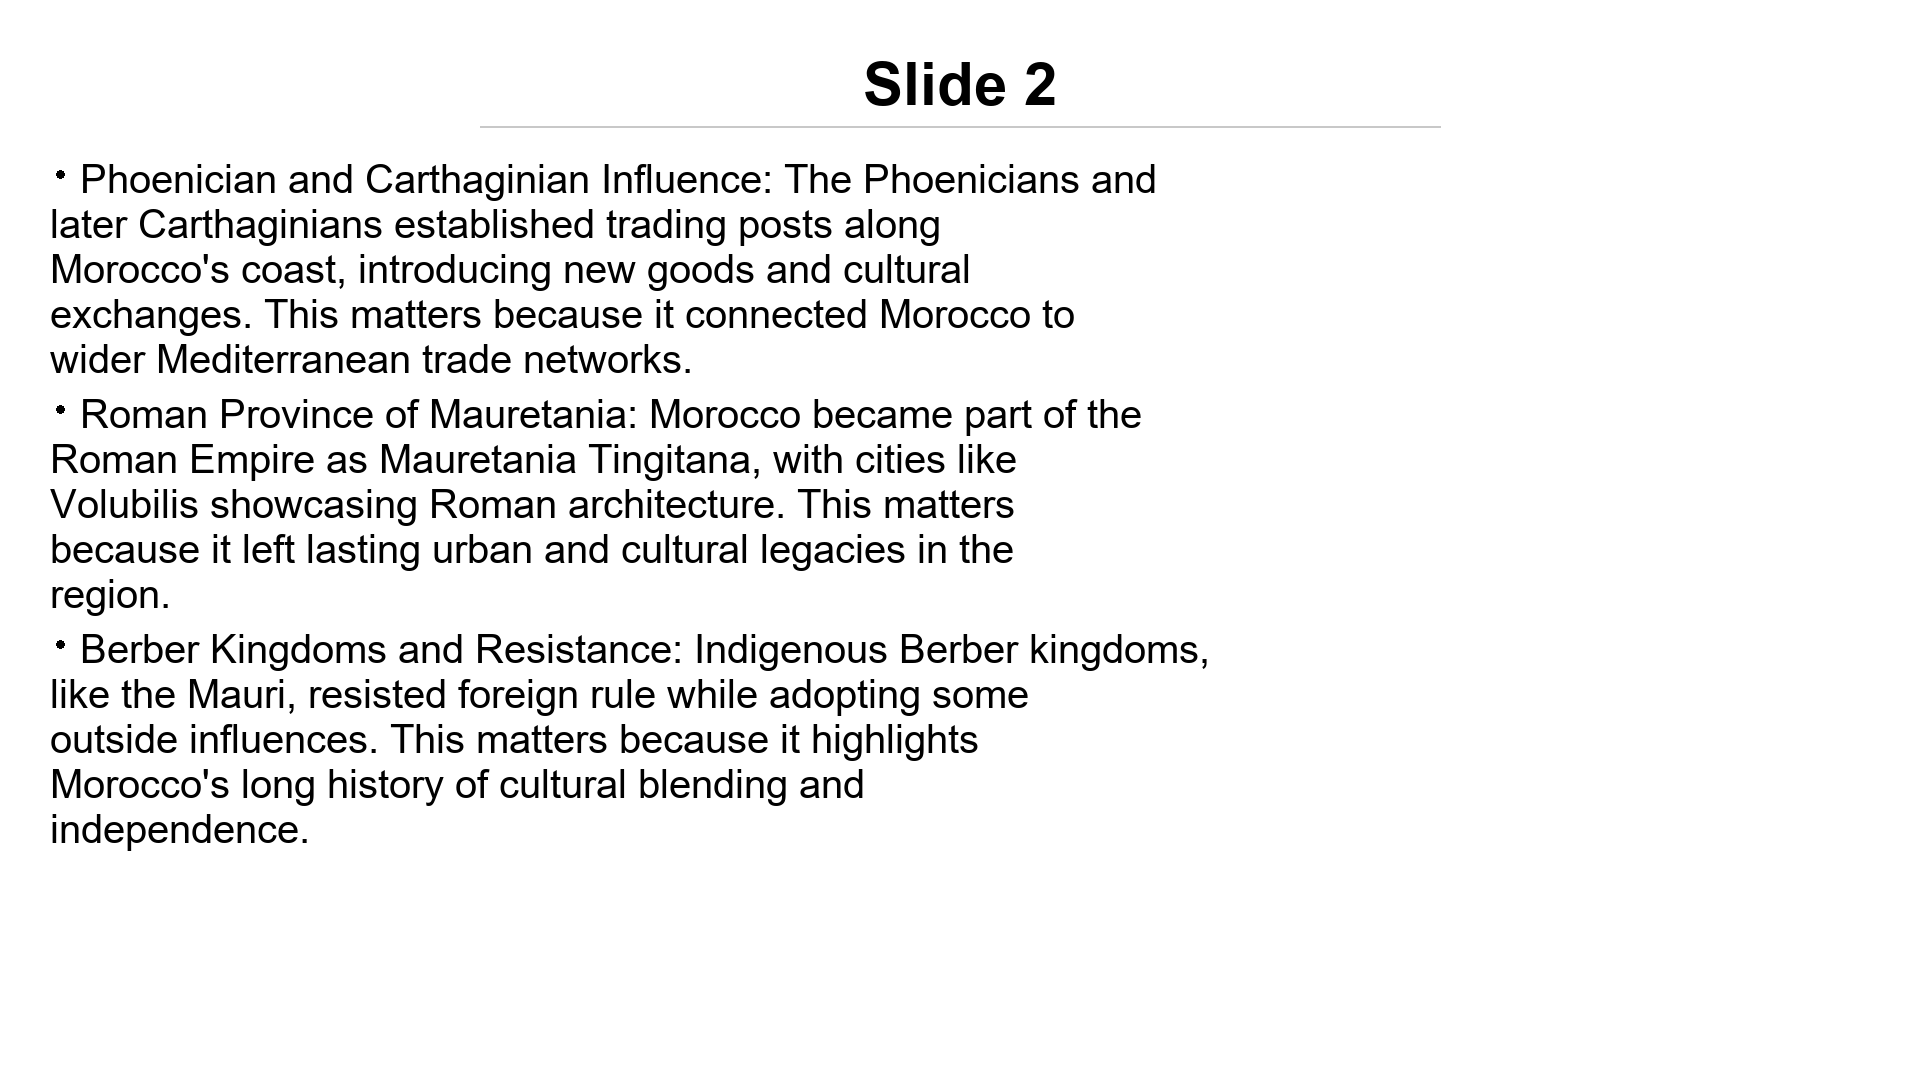 Slide 2
• Phoenician and Carthaginian Influence: The Phoenicians and
later Carthaginians established trading posts along
Morocco's coast, introducing new goods and cultural
exchanges. This matters because it connected Morocco to
wider Mediterranean trade networks.
• Roman Province of Mauretania: Morocco became part of the
Roman Empire as Mauretania Tingitana, with cities like
Volubilis showcasing Roman architecture. This matters
because it left lasting urban and cultural legacies in the
region.
• Berber Kingdoms and Resistance: Indigenous Berber kingdoms,
like the Mauri, resisted foreign rule while adopting some
outside influences. This matters because it highlights
Morocco's long history of cultural blending and
independence.